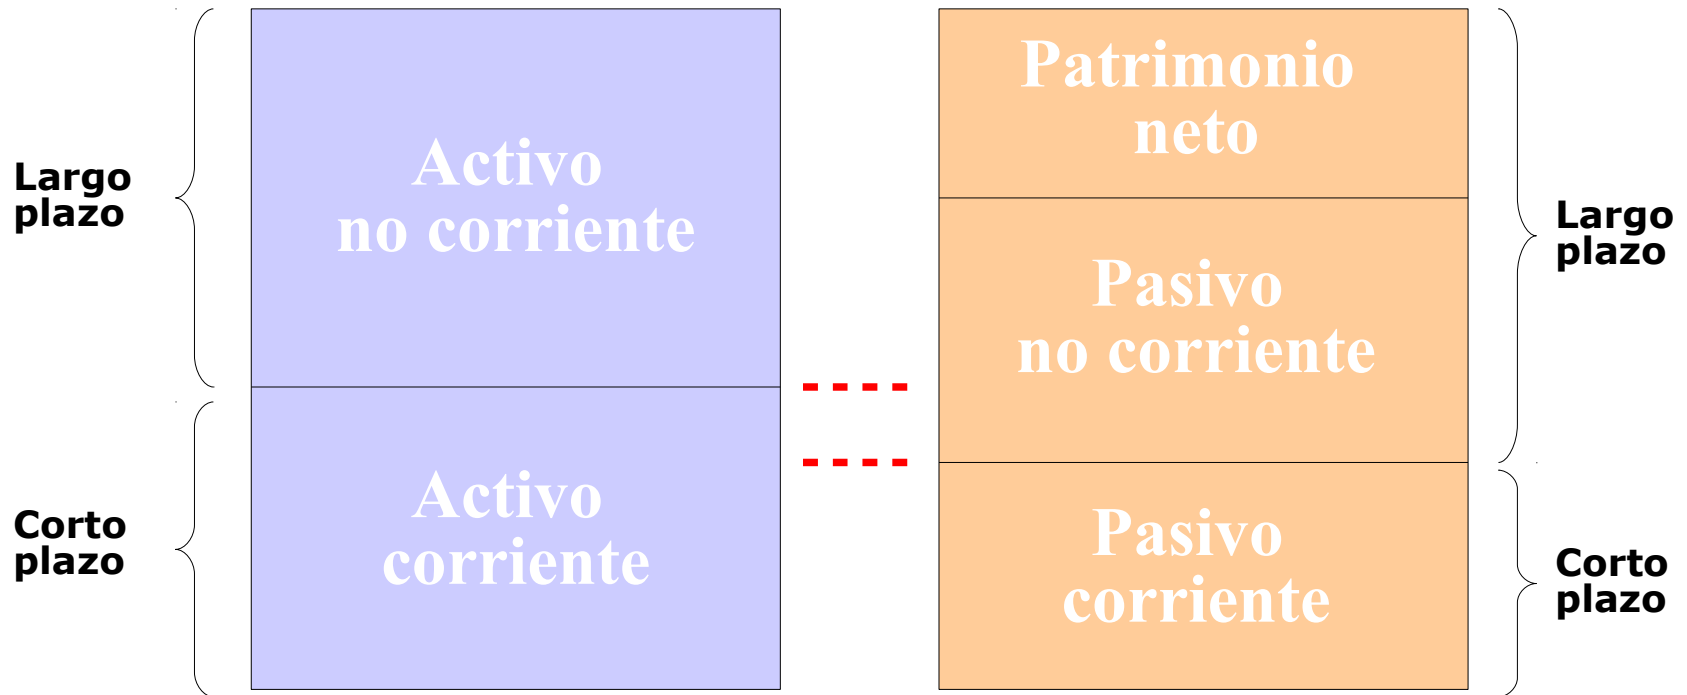 Largo
plazo
Activo
no corriente
Corto
plazo
Activo
corriente
Patrimonio
neto
Pasivo
no corriente
Largo
plazo
Pasivo
corriente
Corto
plazo